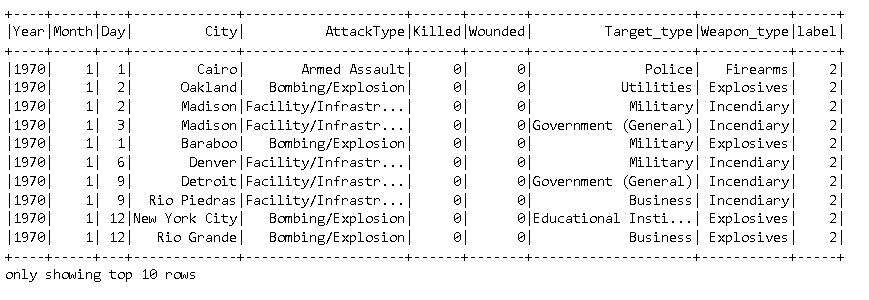 +----+-----+---+-------------+--------------------+------+-------+--------------------+-----------+-----+
|Year|Month|Day|         City|          AttackType|Killed|Wounded|         Target_type|Weapon_type|label|
+----+-----+---+-------------+--------------------+------+-------+--------------------+-----------+-----+
|1970|    1|  1|        Cairo|       Armed Assault|     0|      0|              Police|   Firearms|    2|
|1970|    1|  2|      Oakland|   Bombing/Explosion|     0|      0|           Utilities| Explosives|    2|
|1970|    1|  2|      Madison|Facility/Infrastr...|     0|      0|            Military| Incendiary|    2|
|1970|    1|  3|      Madison|Facility/Infrastr...|     0|      0|Government (General)| Incendiary|    2|
|1970|    1|  1|      Baraboo|   Bombing/Explosion|     0|      0|            Military| Explosives|    2|
|1970|    1|  6|       Denver|Facility/Infrastr...|     0|      0|            Military| Incendiary|    2|
|1970|    1|  9|      Detroit|Facility/Infrastr...|     0|      0|Government (General)| Incendiary|    2|
|1970|    1|  9|  Rio Piedras|Facility/Infrastr...|     0|      0|            Business| Incendiary|    2|
|1970|    1| 12|New York City|   Bombing/Explosion|     0|      0|Educational Insti...| Explosives|    2|
|1970|    1| 12|   Rio Grande|   Bombing/Explosion|     0|      0|            Business| Explosives|    2|
+----+-----+---+-------------+--------------------+------+-------+--------------------+-----------+-----+
only showing top 10 rows